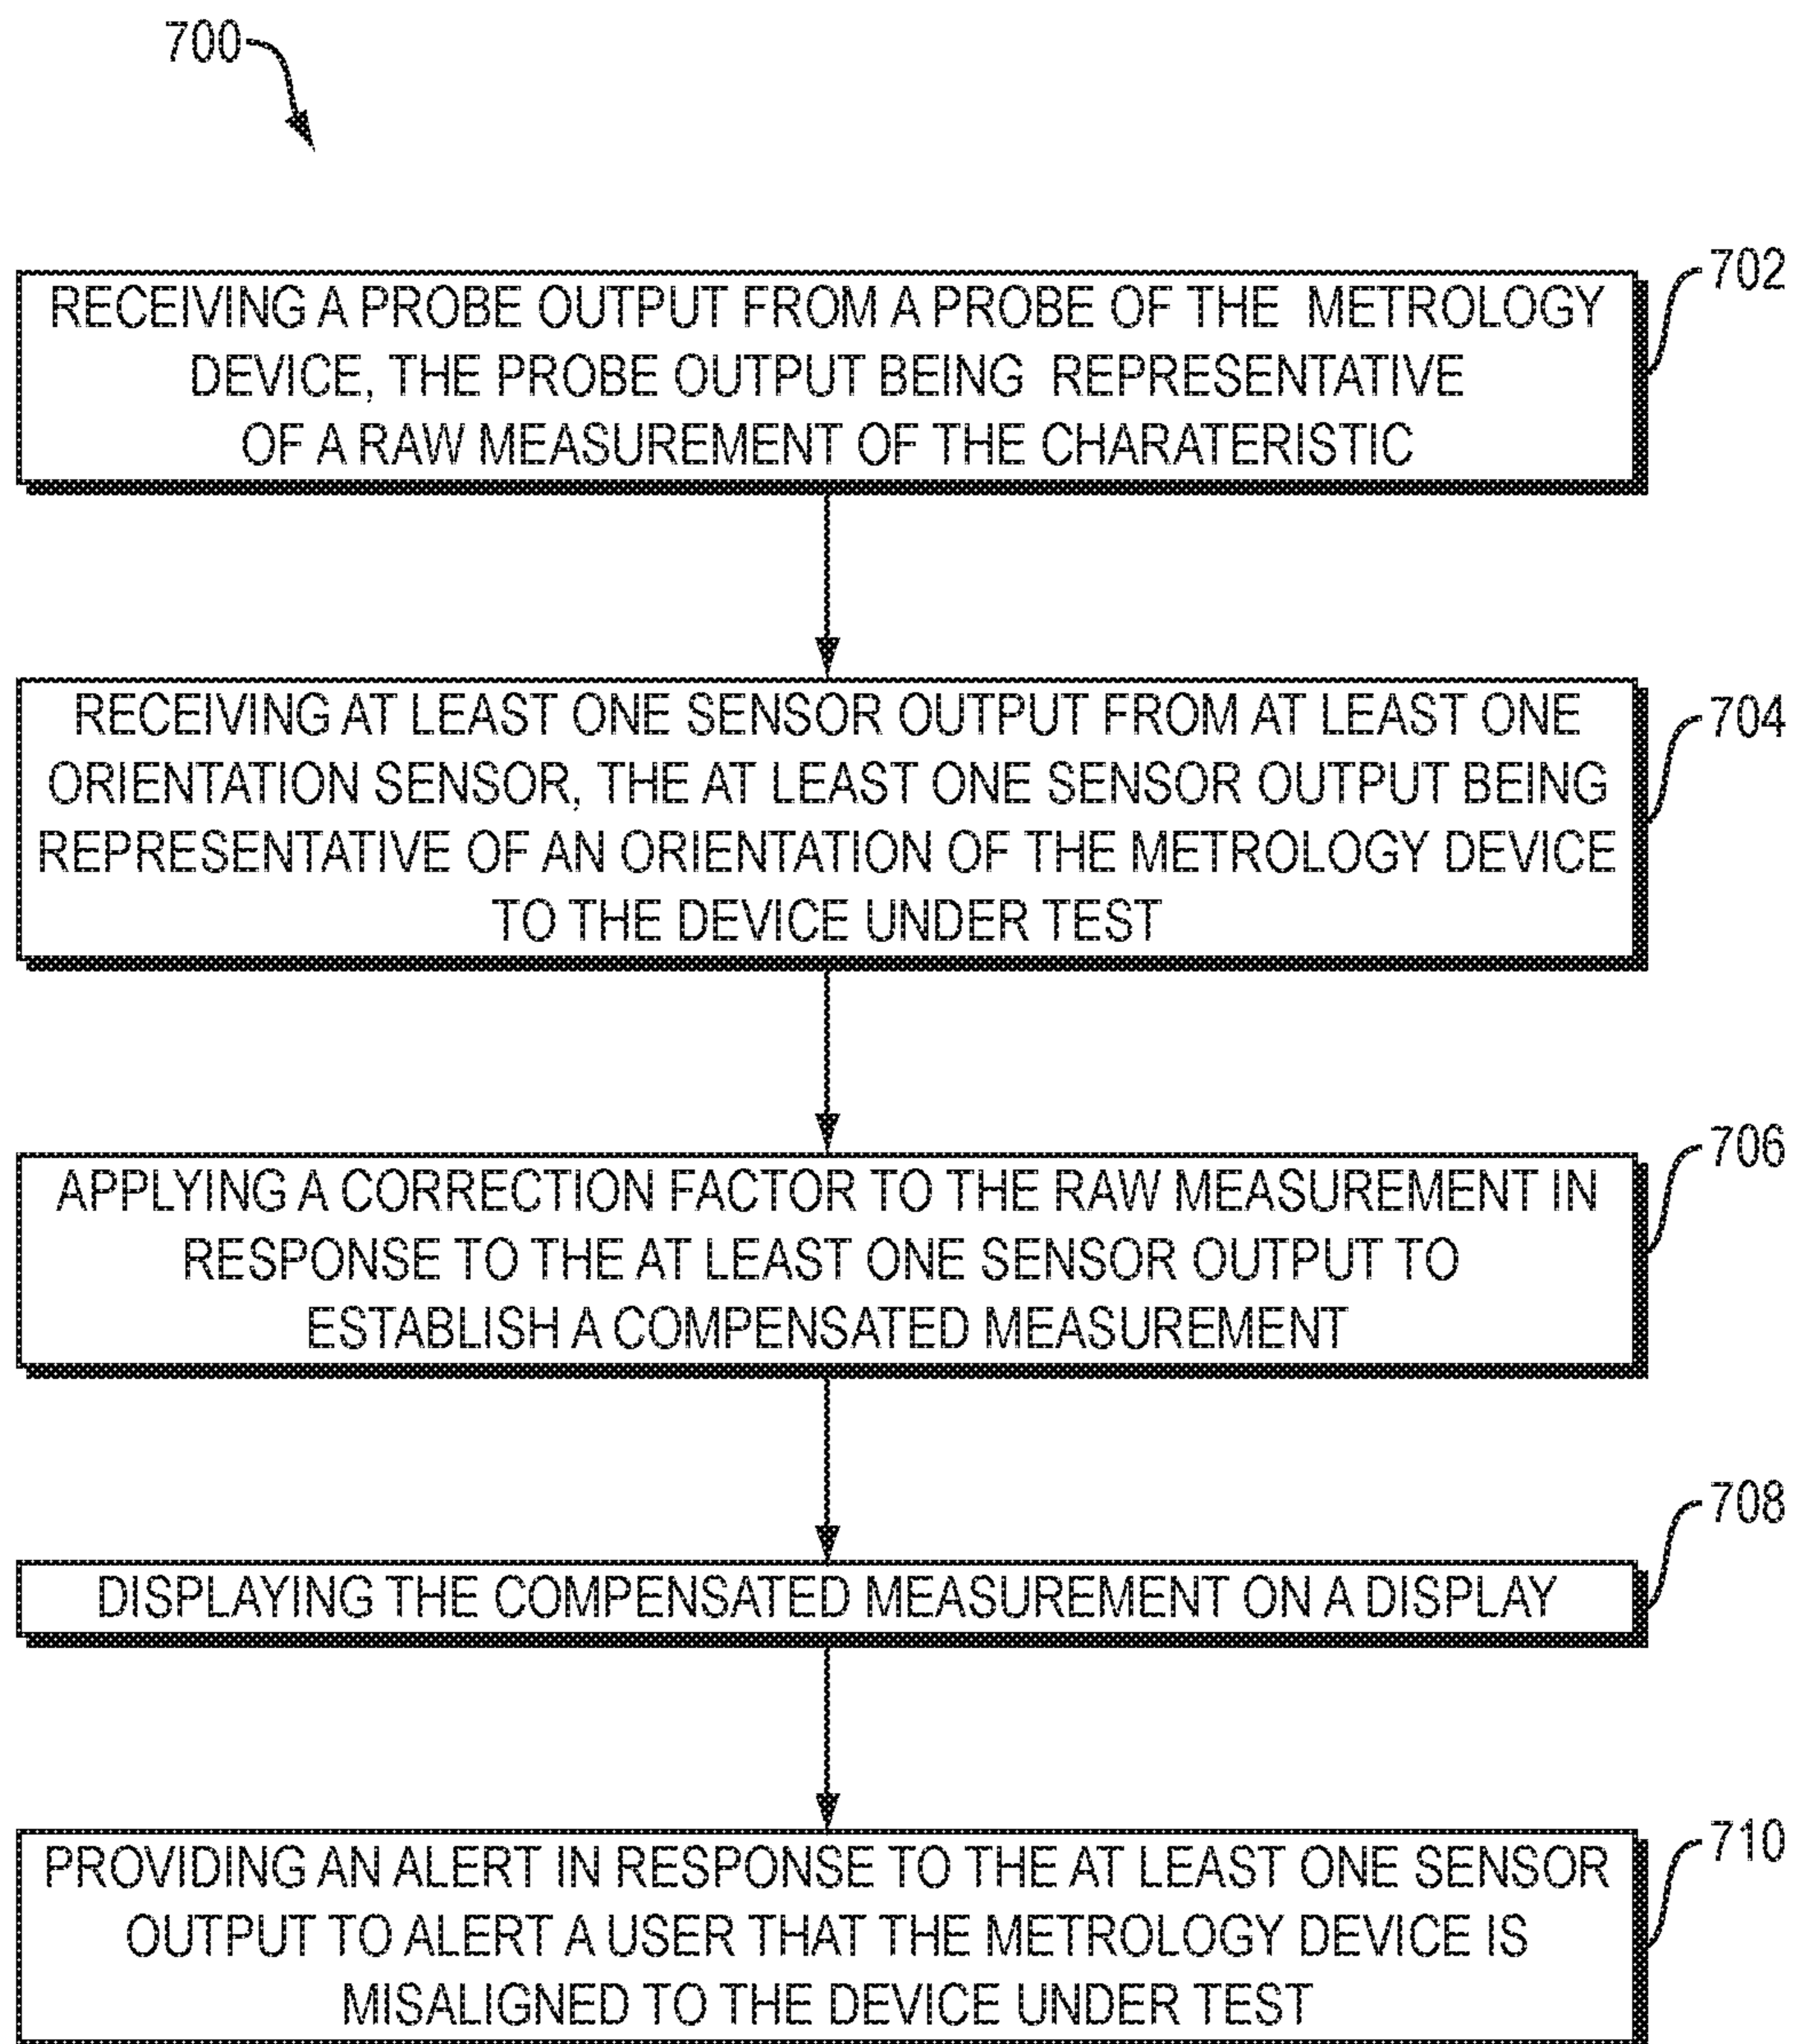 700
702
RECEIVING A PROBE OUTPUT FROM A PROBE OF THE METROLOGY
DEVICE, THE PROBE OUTPUT BEING REPRESENTATIVE
OF A RAW MEASUREMENT OF THE CHARATERISTIC
704
RECEIVING AT LEAST ONE SENSOR OUTPUT FROM AT LEAST ONE
ORIENTATION SENSOR, THE AT LEAST ONE SENSOR OUTPUT BEING
REPRESENTATIVE OF AN ORIENTATION OF THE METROLOGY DEVICE
TO THE DEVICE UNDER TEST
706
APPLYING A CORRECTION FACTOR TO THE RAW MEASUREMENT IN
RESPONSE TO THE AT LEAST ONE SENSOR OUTPUT TO
ESTABLISH A COMPENSATED MEASUREMENT
708
DISPLAYING THE COMPENSATED MEASUREMENT ON A DISPLAY
710
PROVIDING AN ALERT IN RESPONSE TO THE AT LEAST ONE SENSOR
OUTPUT TO ALERT A USER THAT THE METROLOGY DEVICE IS
MISALIGNED TO THE DEVICE UNDER TEST